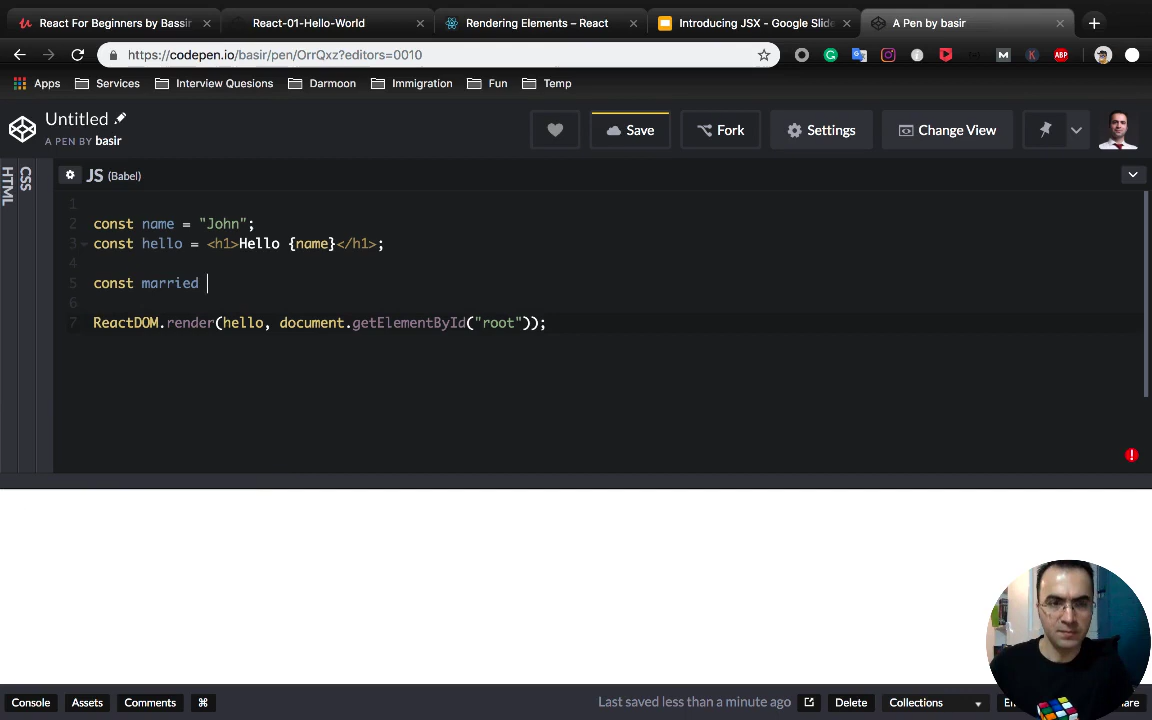 React For Beginners by Bassir
React-01-Hello-World
Rendering Elements – React
Introducing JSX - Google Slide
A Pen by basir
https://codepen.io/basir/pen/OrrQxz?editors=0010
ABP
Apps
Services
Interview Quesions
Darmoon
Immigration
Fun
Temp
Untitled
A PEN BY basir
Save
Fork
Settings
Change View
HTML
CSS
JS (Babel)
1
2 const name = "John";
3 const hello = <h1>Hello {name}</h1>;
4
5 const married
6
7 ReactDOM.render(hello, document.getElementById("root"));
Console
Assets
Comments
⌘
Last saved less than a minute ago
Delete
Collections